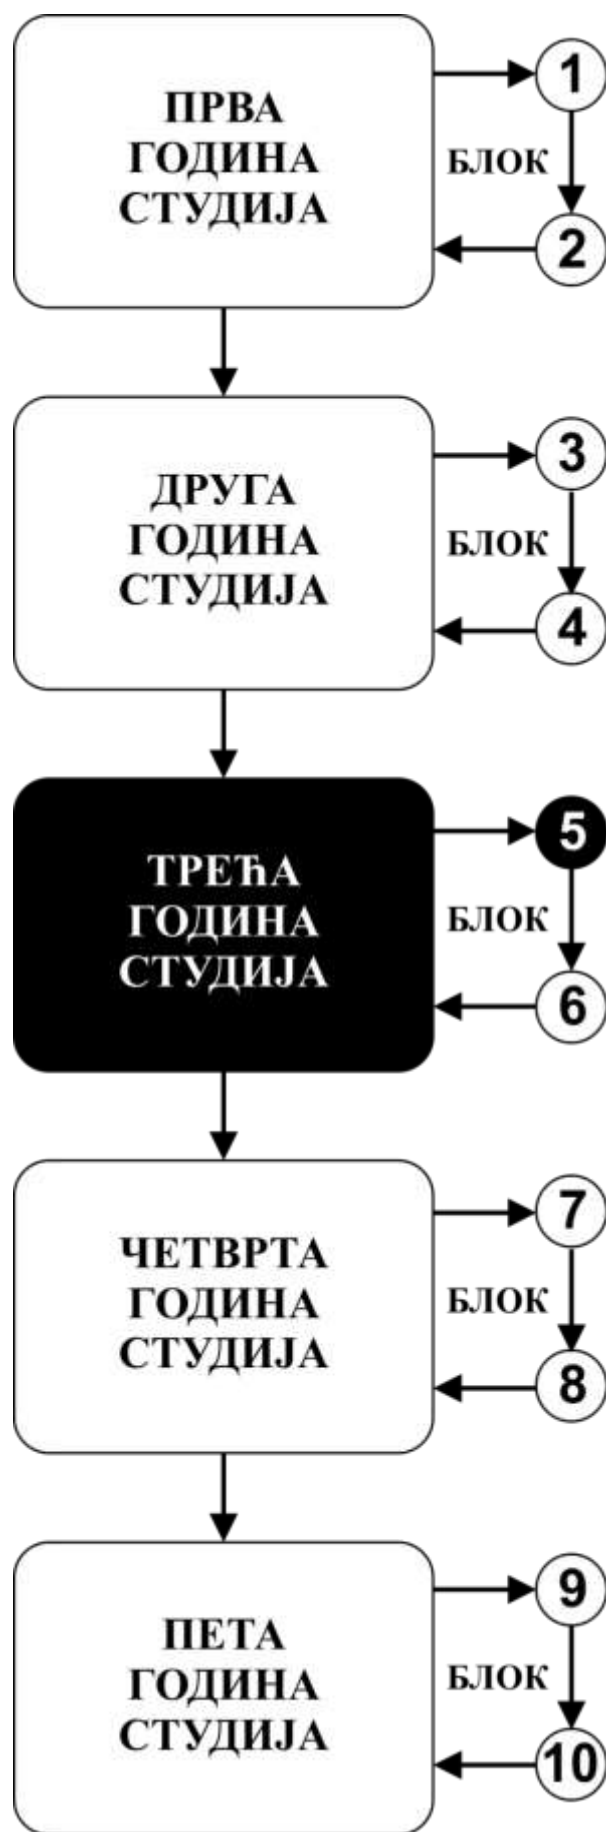 ПРВА
ГОДИНА
СТУДИЈА
1
БЛОК
2
ДРУГА
ГОДИНА
СТУДИЈА
3
БЛОК
4
ТРЕЋА
ГОДИНА
СТУДИЈА
5
БЛОК
6
ЧЕТВРТА
ГОДИНА
СТУДИЈА
7
БЛОК
8
ПЕТА
ГОДИНА
СТУДИЈА
9
БЛОК
10